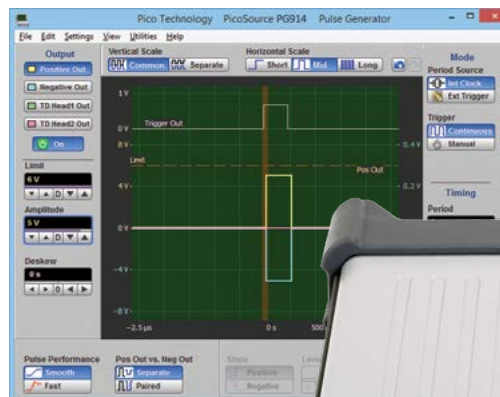 Pico Technology PicoSource PG914 Pulse Generator
File Edit Settings View Utilities Help
Output
Positive Out
Negative Out
TD Head1 Out
TD Head2 Out
On
Limit
6 V
D
Amplitude
5 V
D
Deskew
0 s
0
Vertical Scale
Common
Separate
Horizontal Scale
Short
Mid
Long
1 V
Trigger Out
0 V
8 V
0.4 V
Limit
Pos Out
4 V
0.2 V
0 V
-4 V
-8 V
-2.5 µs
0 s
500
Mode
Period Source
Int Clock
Ext Trigger
Trigger
Continuous
Manual
Timing
Period
Pulse Performance
Smooth
Fast
Pos Out vs. Neg Out
Separate
Paired
Slope
Positive
Negative